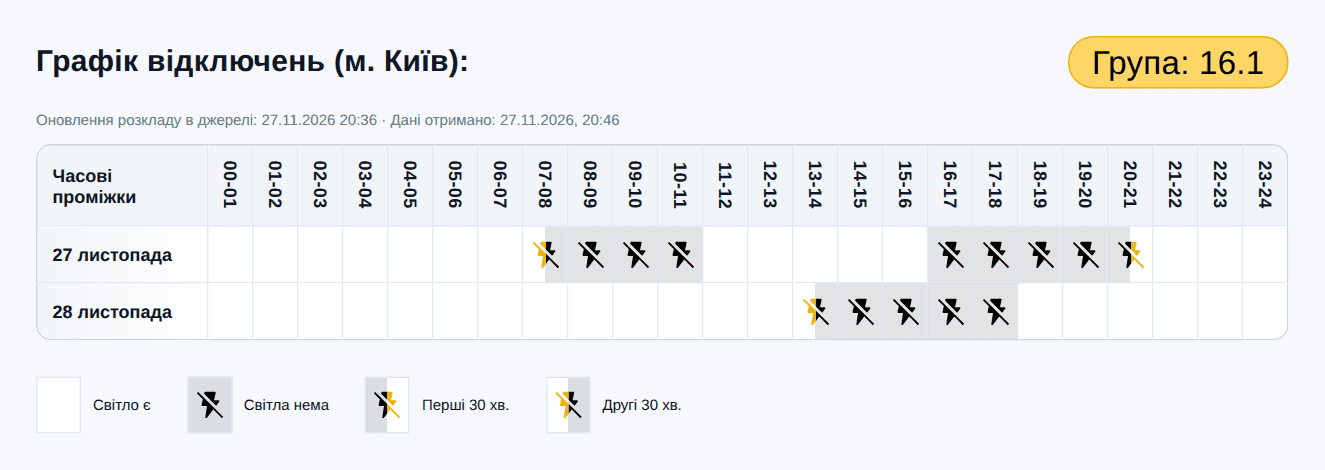 Графік відключень (м. Київ):
Група: 16.1
Оновлення розкладу в джерелі: 27.11.2026 20:36 · Дані отримано: 27.11.2026, 20:46
Часові
проміжки
00-01
01-02
02-03
03-04
04-05
05-06
06-07
07-08
08-09
09-10
10-11
11-12
12-13
13-14
14-15
15-16
16-17
17-18
18-19
19-20
20-21
21-22
22-23
23-24
27 листопада
28 листопада
Світло є
Світла нема
Перші 30 хв.
Другі 30 хв.